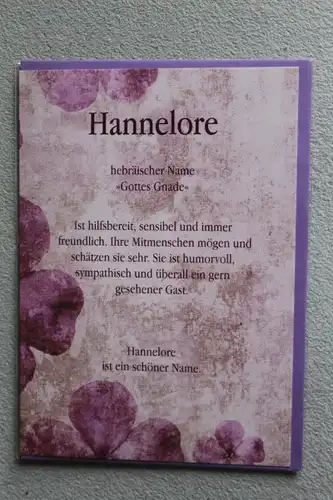 Hannelore
hebräischer Name
»Gottes Gnade«
Ist hilfsbereit, sensibel und immer
freundlich. Ihre Mitmenschen mögen und
schätzen sie sehr. Sie ist humorvoll,
sympathisch und überall ein gern
gesehener Gast.
Hannelore
ist ein schöner Name.